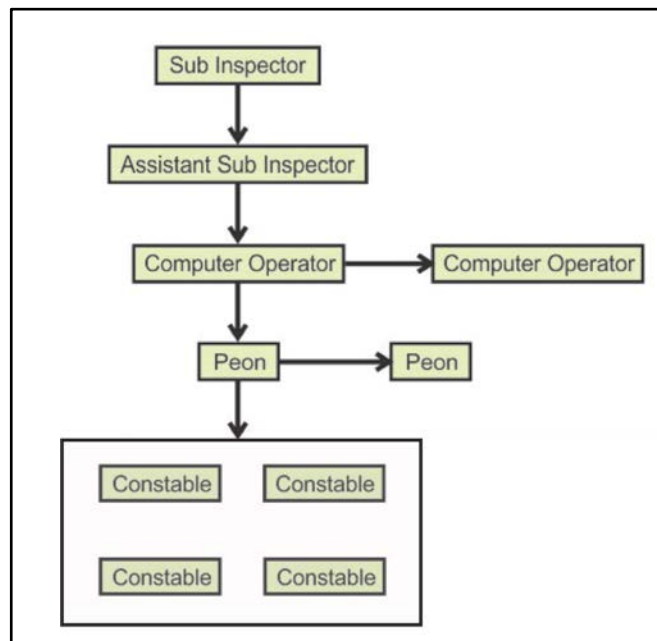 Sub Inspector
Assistant Sub Inspector
Computer Operator
Computer Operator
Peon
Peon
Constable
Constable
Constable
Constable